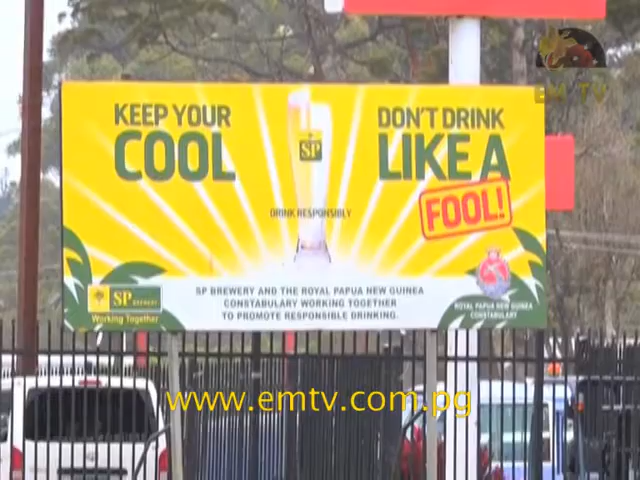 EM TV
KEEP YOUR
COOL
SP
DON'T DRINK
LIKE A
FOOL!
DRINK RESPONSIBLY
SP BREWERY
Working Together
SP BREWERY AND THE ROYAL PAPUA NEW GUINEA
CONSTABULARY WORKING TOGETHER
TO PROMOTE RESPONSIBLE DRINKING.
ROYAL PAPUA NEW GUINEA
CONSTABULARY
www.emtv.com.pg